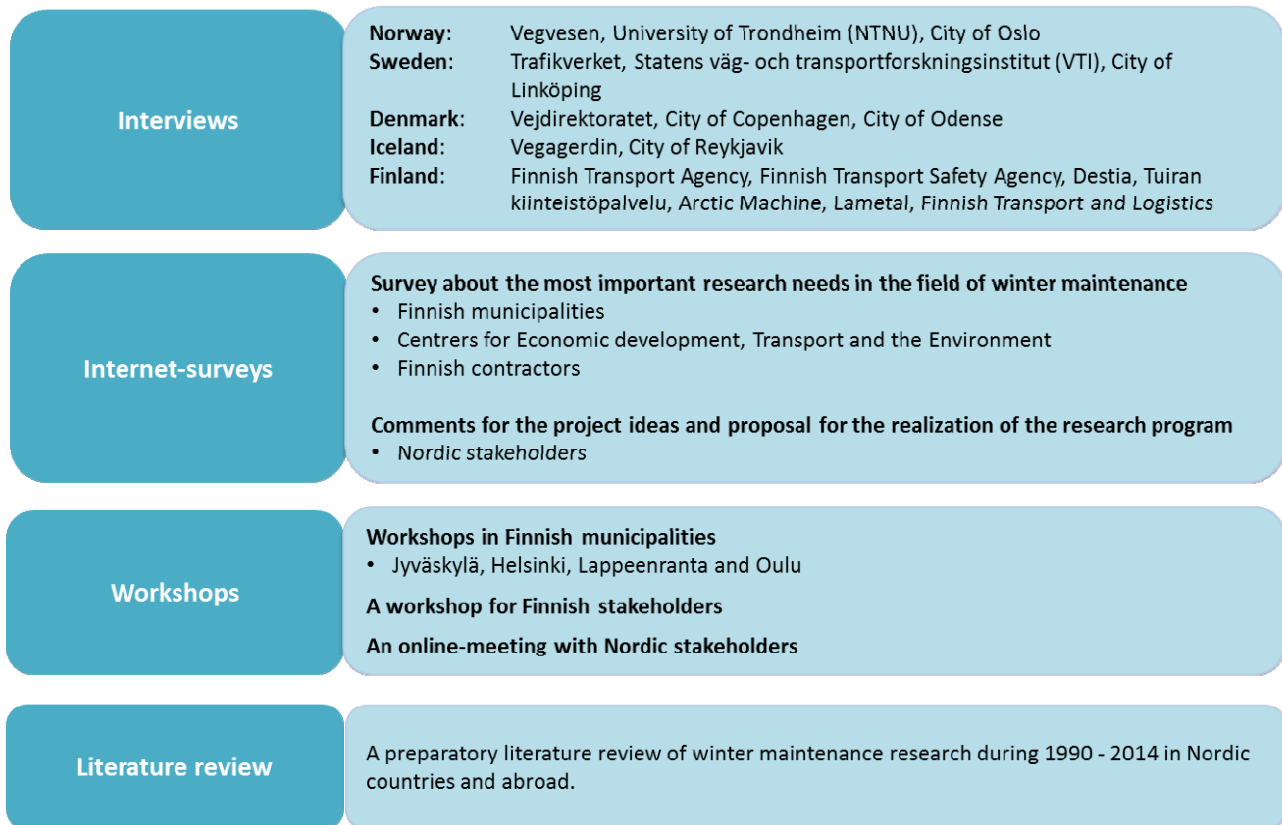 Interviews
Norway: Vegvesen, University of Trondheim (NTNU), City of Oslo
Sweden: Trafikverket, Statens väg- och transportforskningsinstitut (VTI), City of
Linköping
Denmark: Vejdirektoratet, City of Copenhagen, City of Odense
Iceland: Vegagerdin, City of Reykjavik
Finland: Finnish Transport Agency, Finnish Transport Safety Agency, Destia, Tuiran
kiinteistöpalvelu, Arctic Machine, Lametal, Finnish Transport and Logistics
Internet-surveys
Survey about the most important research needs in the field of winter maintenance
• Finnish municipalities
• Centrers for Economic development, Transport and the Environment
• Finnish contractors
Comments for the project ideas and proposal for the realization of the research program
• Nordic stakeholders
Workshops
Workshops in Finnish municipalities
• Jyväskylä, Helsinki, Lappeenranta and Oulu
A workshop for Finnish stakeholders
An online-meeting with Nordic stakeholders
Literature review
A preparatory literature review of winter maintenance research during 1990 - 2014 in Nordic
countries and abroad.